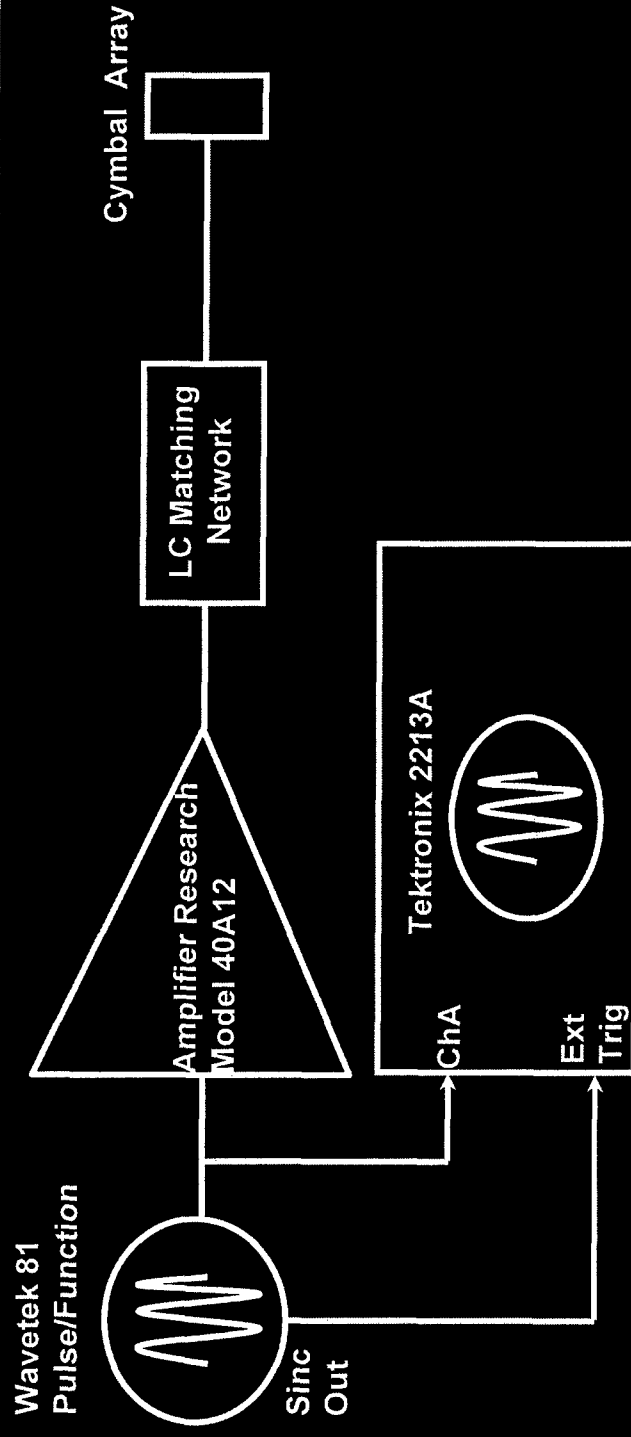 Wavetek 81
Pulse/Function
Sinc
Out
Amplifier Research
Model 40A12
LC Matching
Network
Cymbal Array
Tektronix 2213A
ChA
Ext
Trig